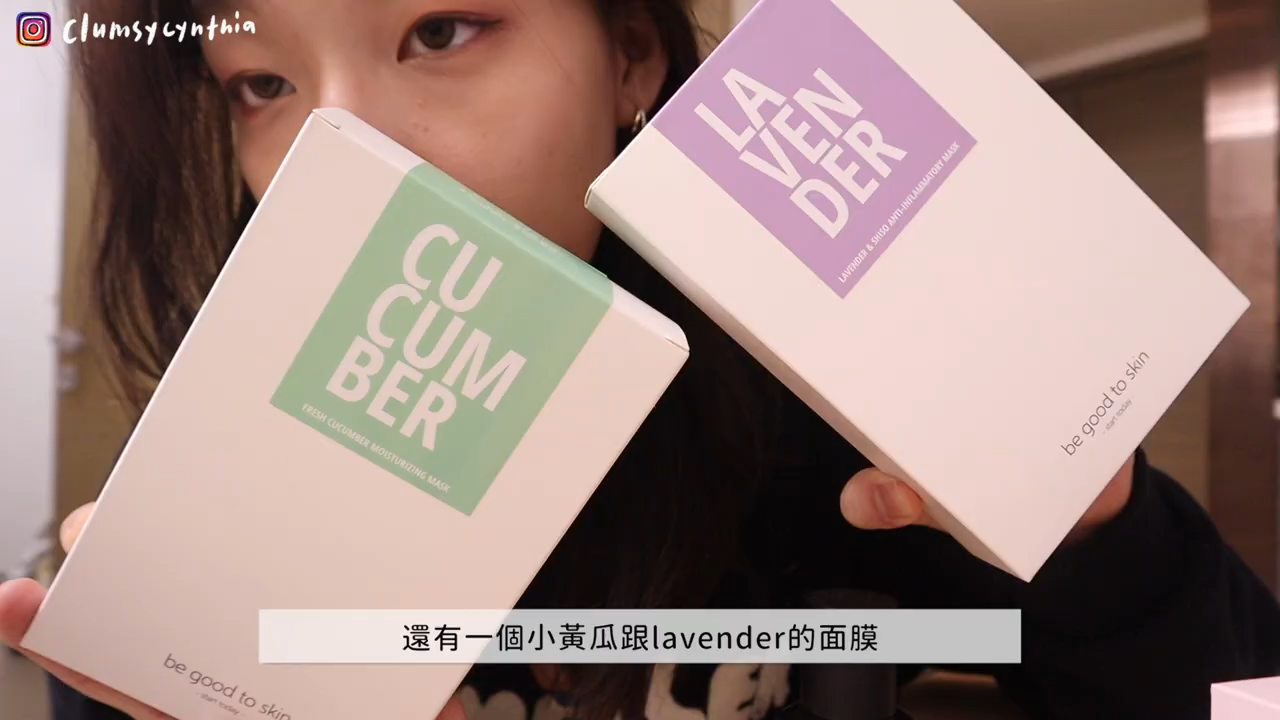 clumsycynthia
CU
CUM
BER
FRESH CUCUMBER MOISTURIZING MASK
be good to skin
- start today -
LA
VEN
DER
LAVENDER & SHISO ANTI-INFLAMMATORY MASK
be good to skin
- start today -
還有一個小黃瓜跟lavender的面膜